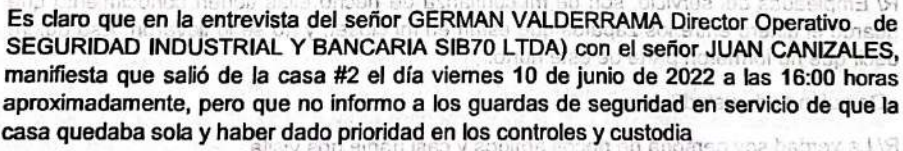 Es claro que en la entrevista del señor GERMAN VALDERRAMA Director Operativo de
SEGURIDAD INDUSTRIAL Y BANCARIA SIB70 LTDA) con el señor JUAN CANIZALES,
manifiesta que salió de la casa #2 el día viernes 10 de junio de 2022 a las 16:00 horas
aproximadamente, pero que no informo a los guardas de seguridad en servicio de que la
casa quedaba sola y haber dado prioridad en los controles y custodia